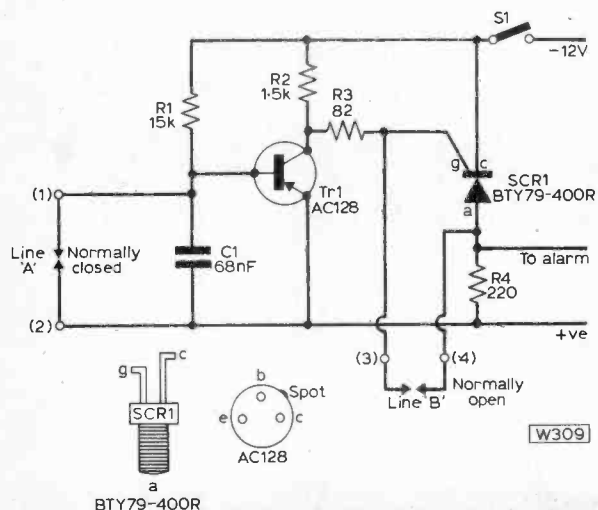 S1
-12V
R2
1·5k
R1
15k
R3
82
g c
SCR1
BTY79-400R
a
Tr1
AC128
(1)
Line 'A'
Normally closed
C1
68nF
To alarm
R4
220
(2)
+ve
(3)
(4)
Line 'B'
Normally open
g
c
SCR1
a
BTY79-400R
b
Spot
e
c
AC128
W309